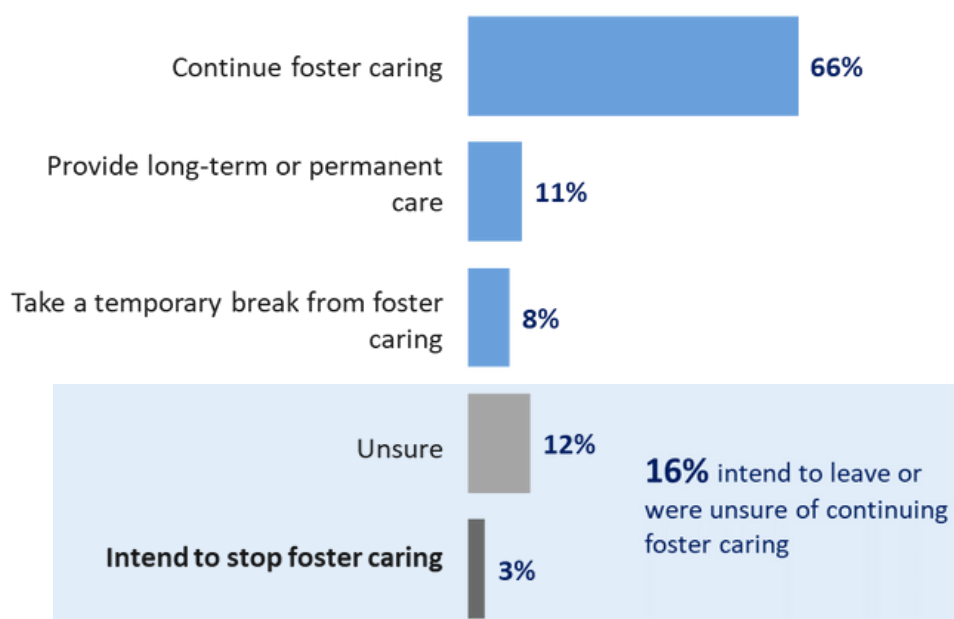 Continue foster caring
66%
Provide long-term or permanent
care
11%
Take a temporary break from foster
caring
8%
Unsure
12%
Intend to stop foster caring
3%
16% intend to leave or
were unsure of continuing
foster caring